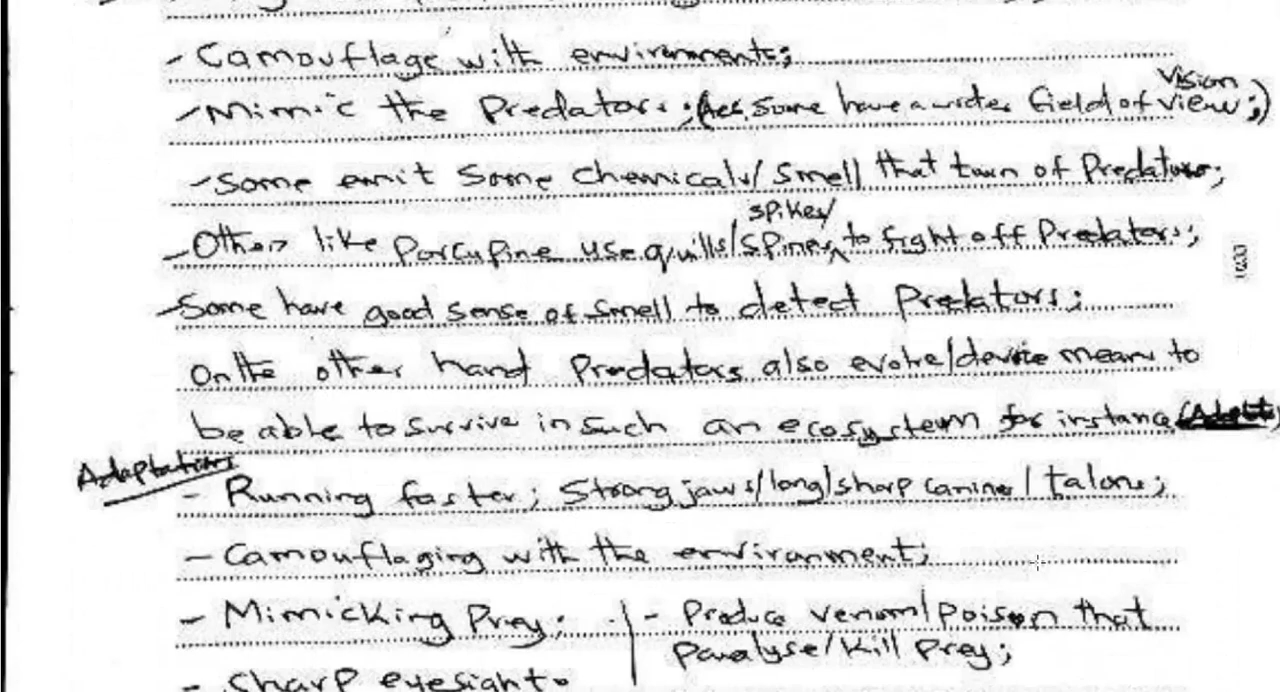 - Camouflage with environments;
- Mimic the Predators; (Acc. Some have a wider field of view;)
Vision
- Some emit some chemicals/smell that turn of Predators;
spikes/
- Others like Porcupine use quills/spines, to fight off Predators;
- Some have good sense of smell to detect Predators;
On the other hand Predators also evolve/devise means to
be able to survive in such an ecosystem for instance
Adaptations
- Running faster; Strong jaws/long/sharp canine/talons;
- Camouflaging with the environment;
- Mimicking Prey; - Produce venom/poison that
paralyse/kill prey;
- Sharp eyesight.